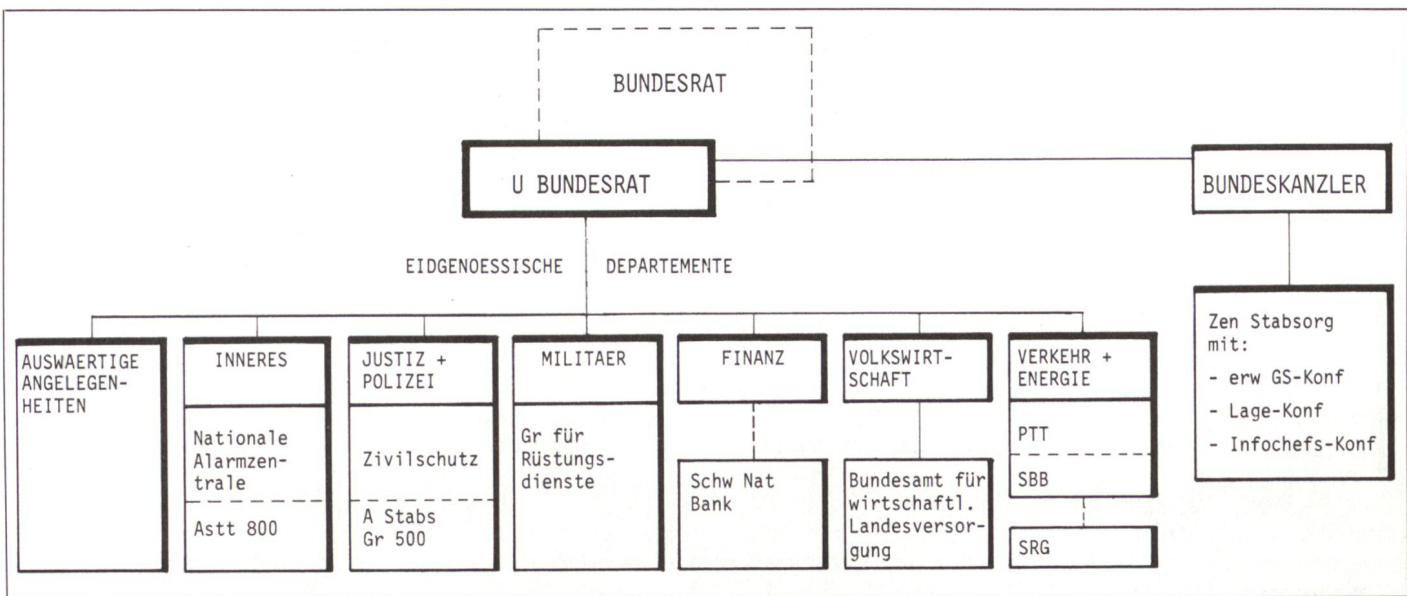 BUNDESRAT
U BUNDESRAT
BUNDESKANZLER
EIDGENOESSISCHE DEPARTEMENTE
AUSWAERTIGE
ANGELEGEN-
HEITEN
INNERES
Nationale
Alarmzen-
trale
Astt 800
JUSTIZ +
POLIZEI
Zivilschutz
A Stabs
Gr 500
MILITAER
Gr für
Rüstungs-
dienste
FINANZ
Schw Nat
Bank
VOLKSWIRT-
SCHAFT
Bundesamt für
wirtschaftl.
Landesversor-
gung
VERKEHR +
ENERGIE
PTT
SBB
SRG
Zen Stabsorg
mit:
- erw GS-Konf
- Lage-Konf
- Infochefs-Konf